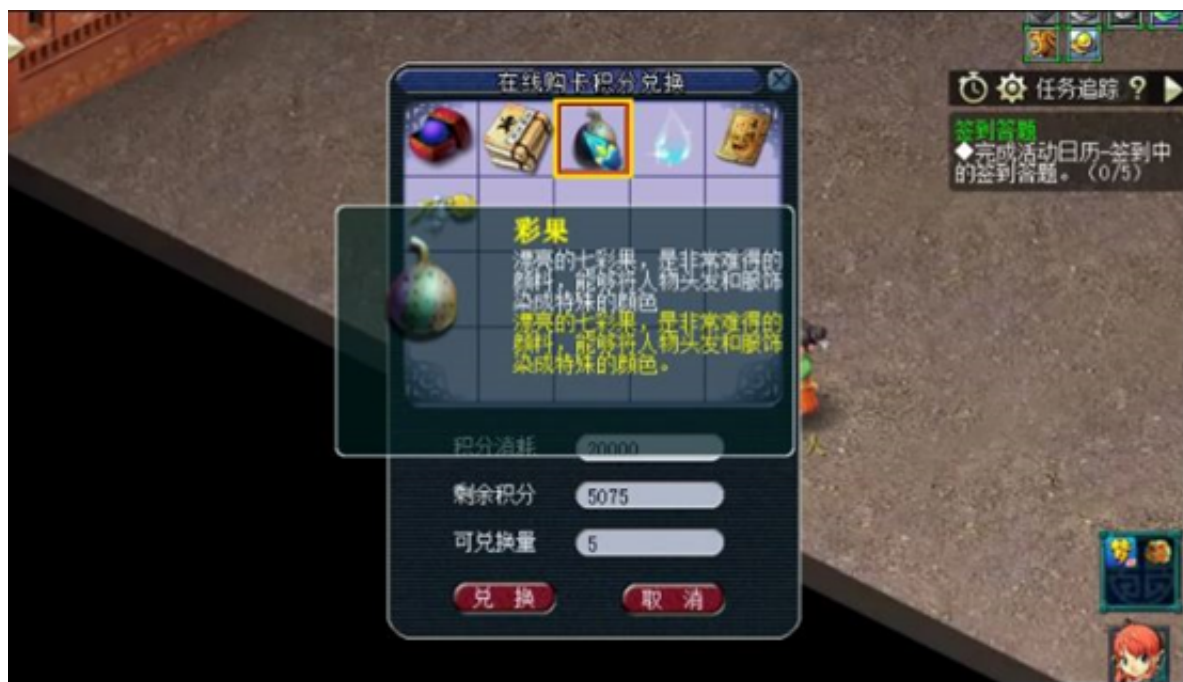 在线购卡积分兑换
任务追踪 ?
签到答题
◆完成活动日历-签到中
的签到答题。（0/5）
彩果
漂亮的七彩果，是非常难得的
颜料，能够将人物头发和服饰
染成特殊的颜色
漂亮的七彩果，是非常难得的
颜料，能够将人物头发和服饰
染成特殊的颜色。
积分消耗 20000
剩余积分 5075
可兑换量 5
兑 换
取 消